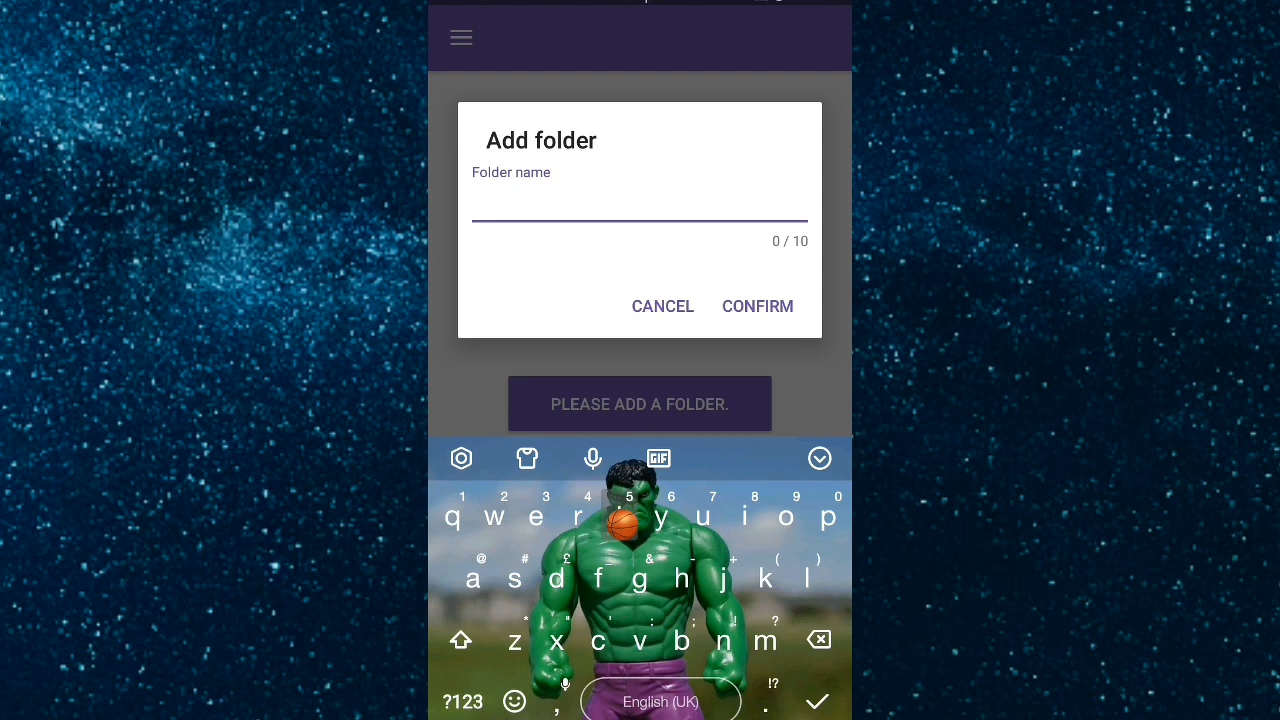 Add folder
Folder name
0 / 10
CANCEL CONFIRM
PLEASE ADD A FOLDER.
GIF
1 2 3 4 5 6 7 8 9 0
q w e r y u i o p
@ # £ _ & - + ( )
a s d f g h j k l
* " ' : ; ! ?
z x c v b n m
!?
?123 , English (UK) .